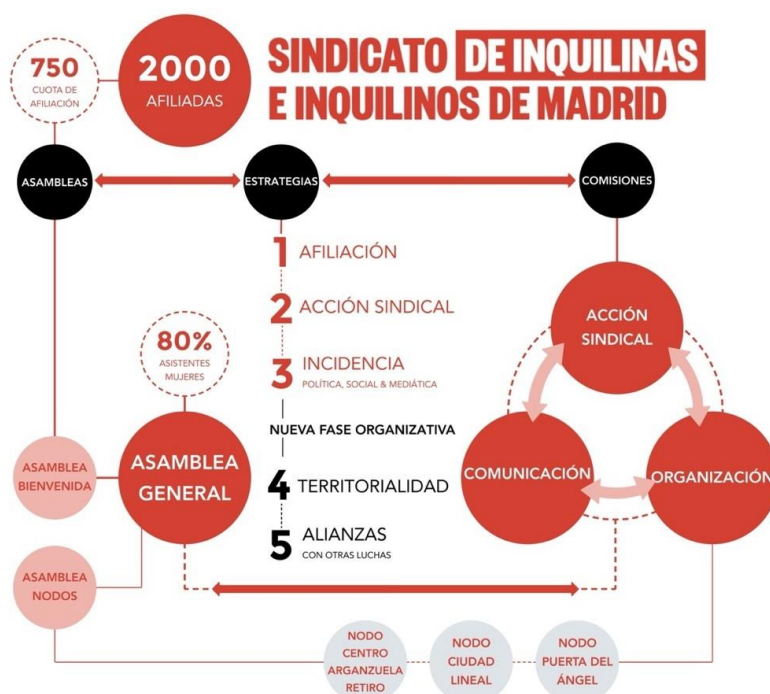 SINDICATO DE INQUILINAS
E INQUILINOS DE MADRID
750
CUOTA DE
AFILIACIÓN
2000
AFILIADAS
ASAMBLEAS
ESTRATEGIAS
COMISIONES
1 AFILIACIÓN
2 ACCIÓN SINDICAL
3 INCIDENCIA
POLÍTICA, SOCIAL & MEDIÁTICA
NUEVA FASE ORGANIZATIVA
4 TERRITORIALIDAD
5 ALIANZAS
CON OTRAS LUCHAS
80%
ASISTENTES
MUJERES
ASAMBLEA
BIENVENIDA
ASAMBLEA
GENERAL
ASAMBLEA
NODOS
ACCIÓN
SINDICAL
COMUNICACIÓN
ORGANIZACIÓN
NODO
CENTRO
ARGANZUELA
RETIRO
NODO
CIUDAD
LINEAL
NODO
PUERTA DEL
ÁNGEL